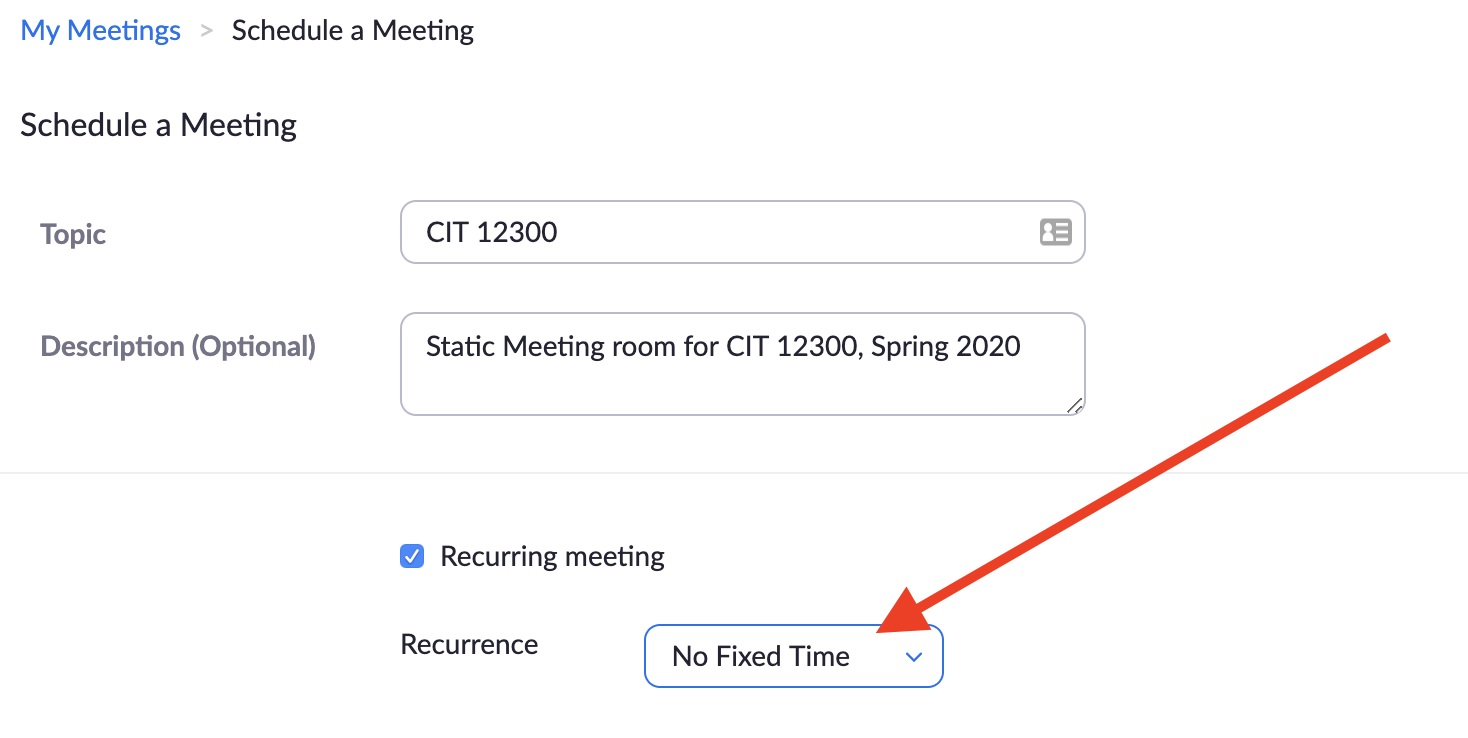 My Meetings > Schedule a Meeting
Schedule a Meeting
Topic CIT 12300
Description (Optional) Static Meeting room for CIT 12300, Spring 2020
Recurring meeting
Recurrence No Fixed Time